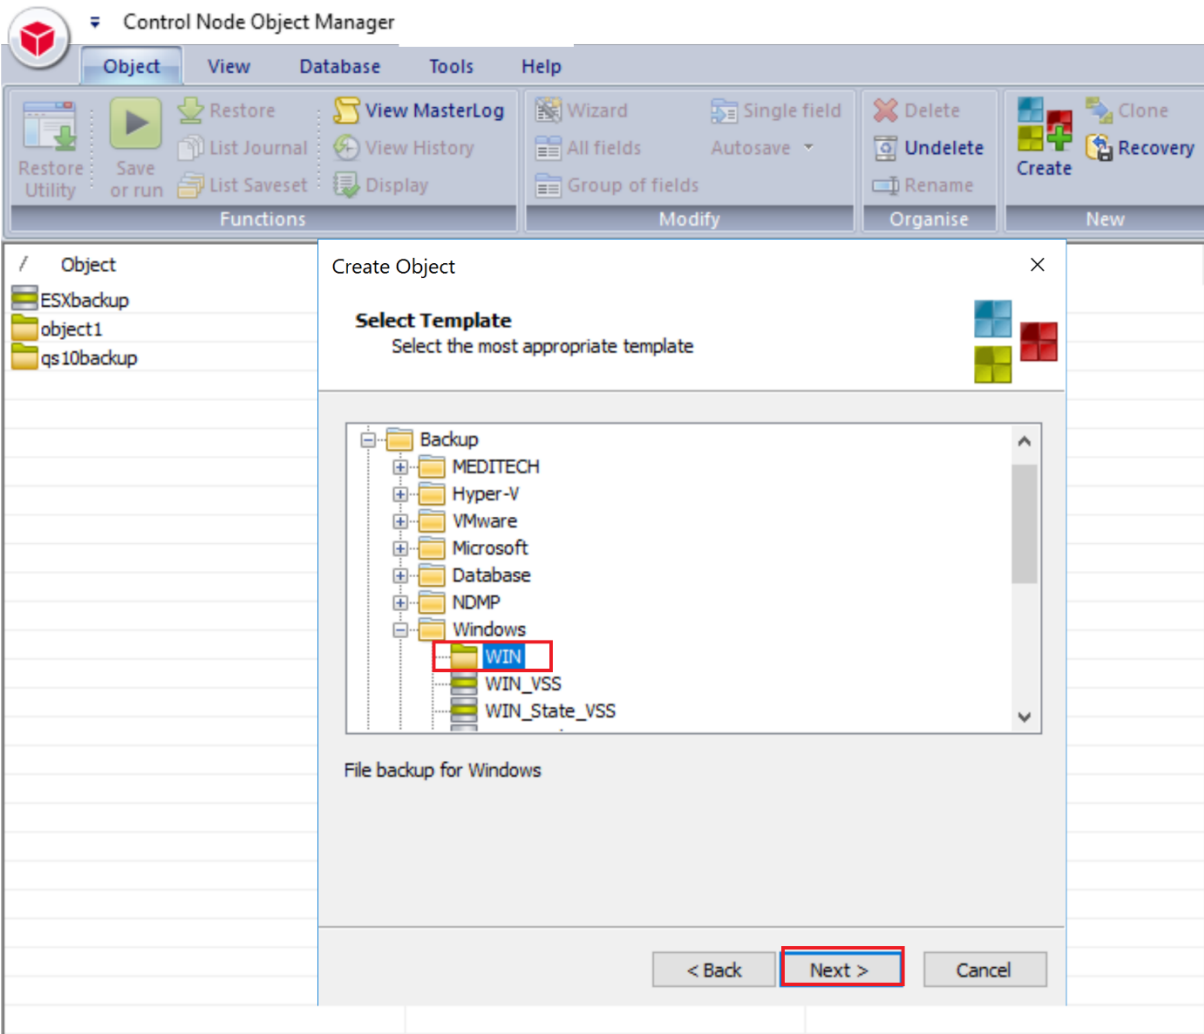 Control Node Object Manager
Object View Database Tools Help
Restore Utility
Save or run
Restore
List Journal
List Saveset
View MasterLog
View History
Display
Functions
Wizard
All fields
Group of fields
Single field
Autosave
Modify
Delete
Undelete
Rename
Organise
Create
Clone
Recovery
New
/ Object
ESXbackup
object1
qs10backup
Create Object
Select Template
Select the most appropriate template
Backup
MEDITECH
Hyper-V
VMware
Microsoft
Database
NDMP
Windows
WIN
WIN_VSS
WIN_State_VSS
File backup for Windows
< Back Next > Cancel